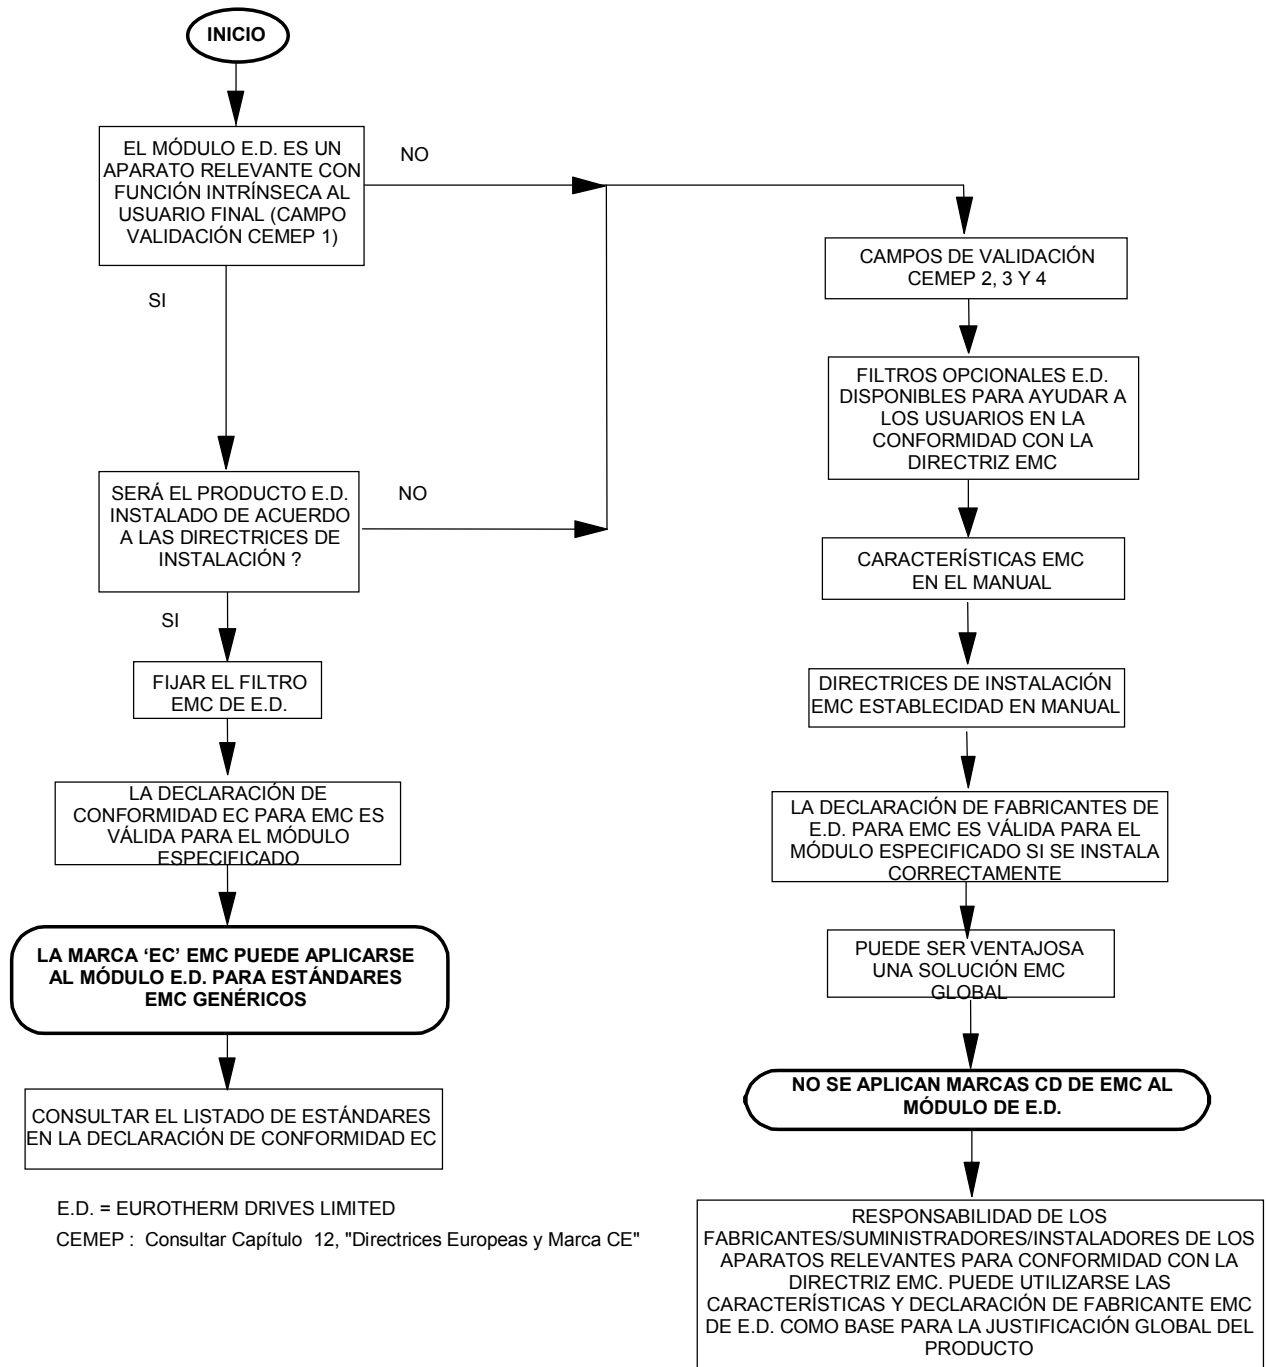 INICIO
EL MÓDULO E.D. ES UN
APARATO RELEVANTE CON
FUNCIÓN INTRÍNSECA AL
USUARIO FINAL (CAMPO
VALIDACIÓN CEMEP 1)
NO
SI
SERÁ EL PRODUCTO E.D.
INSTALADO DE ACUERDO
A LAS DIRECTRICES DE
INSTALACIÓN ?
NO
SI
FIJAR EL FILTRO
EMC DE E.D.
LA DECLARACIÓN DE
CONFORMIDAD EC PARA EMC ES
VÁLIDA PARA EL MÓDULO
ESPECIFICADO
LA MARCA ‘EC’ EMC PUEDE APLICARSE
AL MÓDULO E.D. PARA ESTÁNDARES
EMC GENÉRICOS
CONSULTAR EL LISTADO DE ESTÁNDARES
EN LA DECLARACIÓN DE CONFORMIDAD EC
CAMPOS DE VALIDACIÓN
CEMEP 2, 3 Y 4
FILTROS OPCIONALES E.D.
DISPONIBLES PARA AYUDAR A
LOS USUARIOS EN LA
CONFORMIDAD CON LA
DIRECTRIZ EMC
CARACTERÍSTICAS EMC
EN EL MANUAL
DIRECTRICES DE INSTALACIÓN
EMC ESTABLECIDAD EN MANUAL
LA DECLARACIÓN DE FABRICANTES DE
E.D. PARA EMC ES VÁLIDA PARA EL
MÓDULO ESPECIFICADO SI SE INSTALA
CORRECTAMENTE
PUEDE SER VENTAJOSA
UNA SOLUCIÓN EMC
GLOBAL
NO SE APLICAN MARCAS CD DE EMC AL
MÓDULO DE E.D.
RESPONSABILIDAD DE LOS
FABRICANTES/SUMINISTRADORES/INSTALADORES DE LOS
APARATOS RELEVANTES PARA CONFORMIDAD CON LA
DIRECTRIZ EMC. PUEDE UTILIZARSE LAS
CARACTERÍSTICAS Y DECLARACIÓN DE FABRICANTE EMC
DE E.D. COMO BASE PARA LA JUSTIFICACIÓN GLOBAL DEL
PRODUCTO
E.D. = EUROTHERM DRIVES LIMITED
CEMEP : Consultar Capítulo 12, "Directrices Europeas y Marca CE"